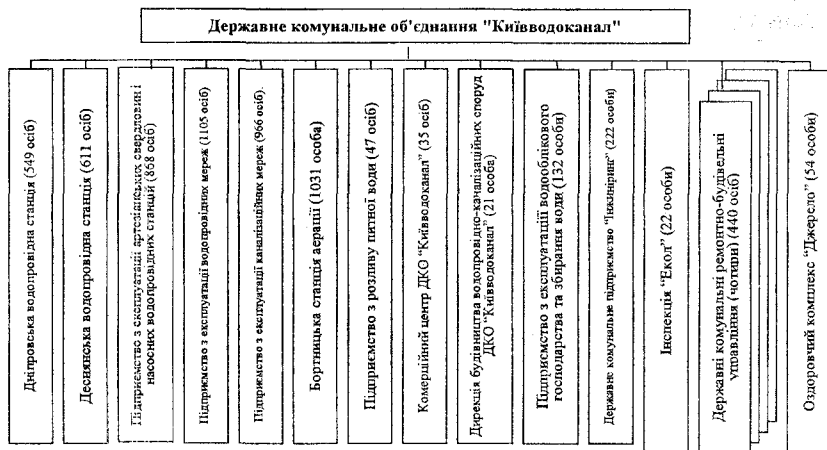 Державне комунальне об'єднання "Київводоканал"
Дніпровська водопровідна станція (549 осіб)
Деснянська водопровідна станція (611 осіб)
Підприємство з експлуатації артезіанських свердловин і
насосних водопровідних станцій (868 осіб)
Підприємство з експлуатації водопровідних мереж (1105 осіб)
Підприємство з експлуатації каналізаційних мереж (966 осіб)
Бортницька станція аерації (1031 особа)
Підприємство з розливу питної води (47 осіб)
Комерційний центр ДКО "Київводоканал" (35 осіб)
Дирекція будівництва водопровідно-каналізаційних споруд
ДКО "Київводоканал" (21 особа)
Підприємство з експлуатації водооблікового
господарства та збирання води (132 особи)
Державне комунальне підприємство "Інжиніринг" (222 особи)
Інспекція "Екол" (22 особи)
Державні комунальні ремонтно-будівельні
управління (чотири) (440 осіб)
Оздоровчий комплекс "Джерело" (54 особи)